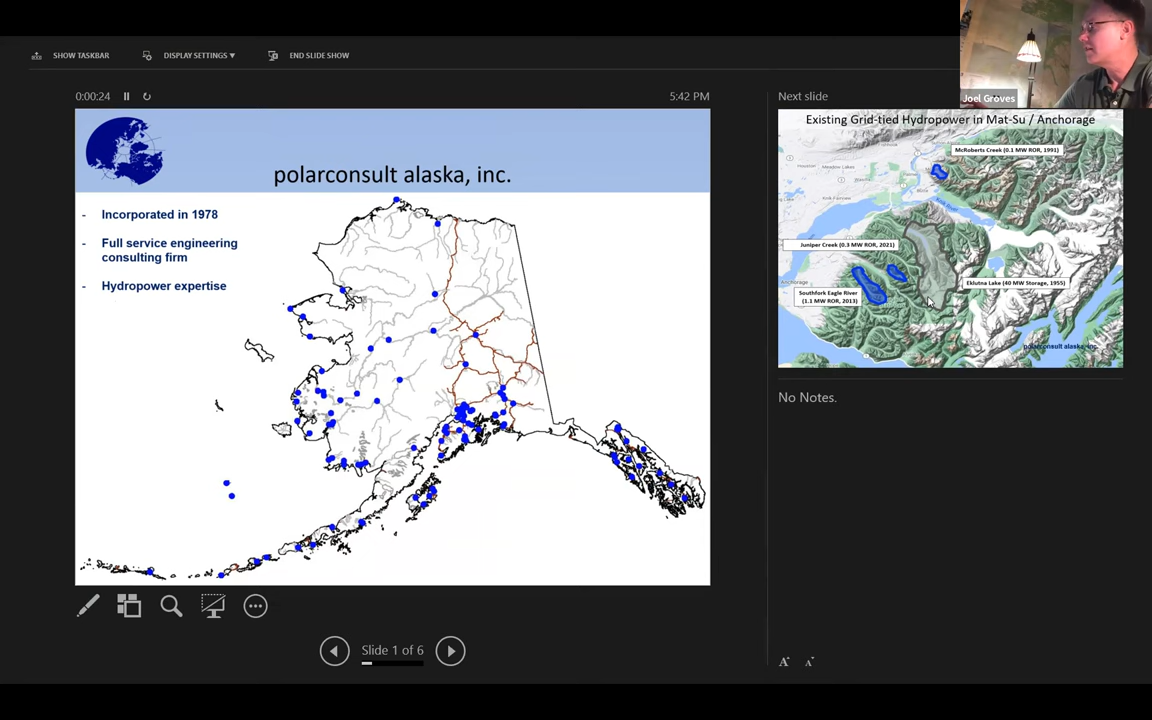 SHOW TASKBAR
DISPLAY SETTINGS ▼
END SLIDE SHOW
Joel Groves
0:00:24
5:42 PM
Next slide
polarconsult alaska, inc.
- Incorporated in 1978
- Full service engineering
consulting firm
- Hydropower expertise
Existing Grid-tied Hydropower in Mat-Su / Anchorage
McRoberts Creek (0.1 MW ROR, 1991)
Juniper Creek (0.3 MW ROR, 2021)
Southfork Eagle River
(1.1 MW ROR, 2013)
Eklutna Lake (40 MW Storage, 1955)
Anchorage
polarconsult alaska, inc.
No Notes.
Slide 1 of 6
A
A